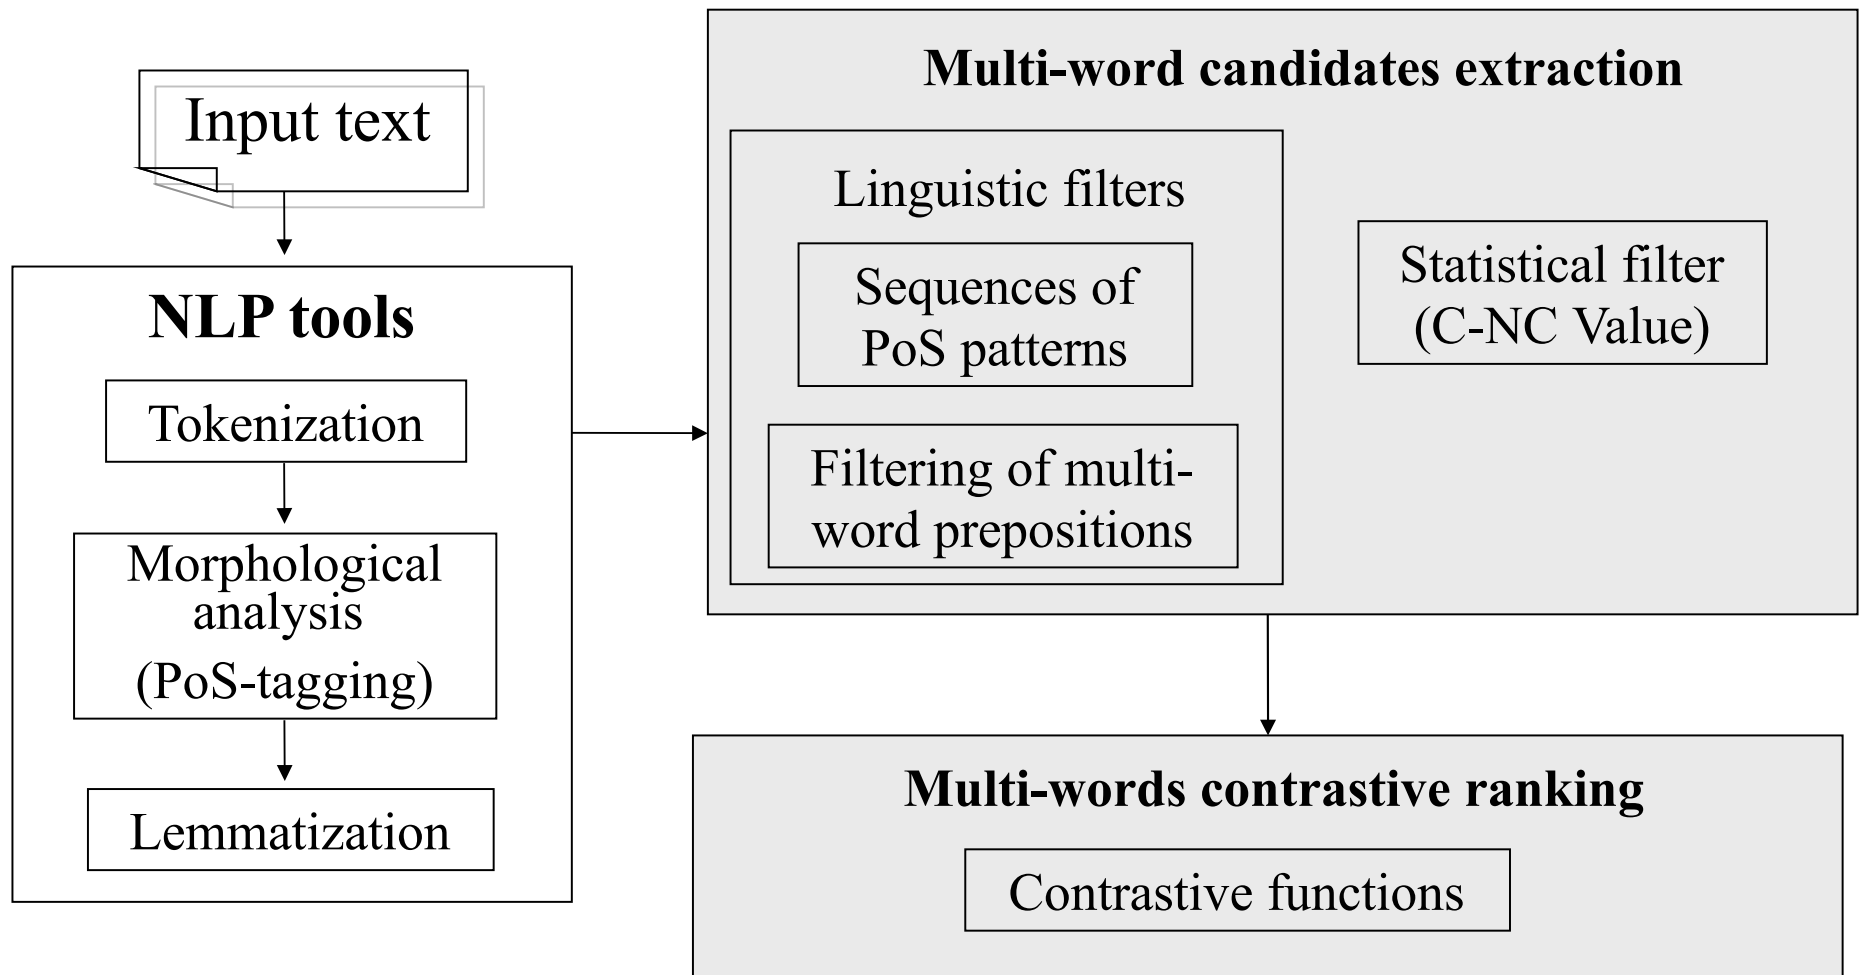 Input text
NLP tools
Tokenization
Morphological
analysis
(PoS-tagging)
Lemmatization
Multi-word candidates extraction
Linguistic filters
Sequences of
PoS patterns
Filtering of multi-
word prepositions
Statistical filter
(C-NC Value)
Multi-words contrastive ranking
Contrastive functions